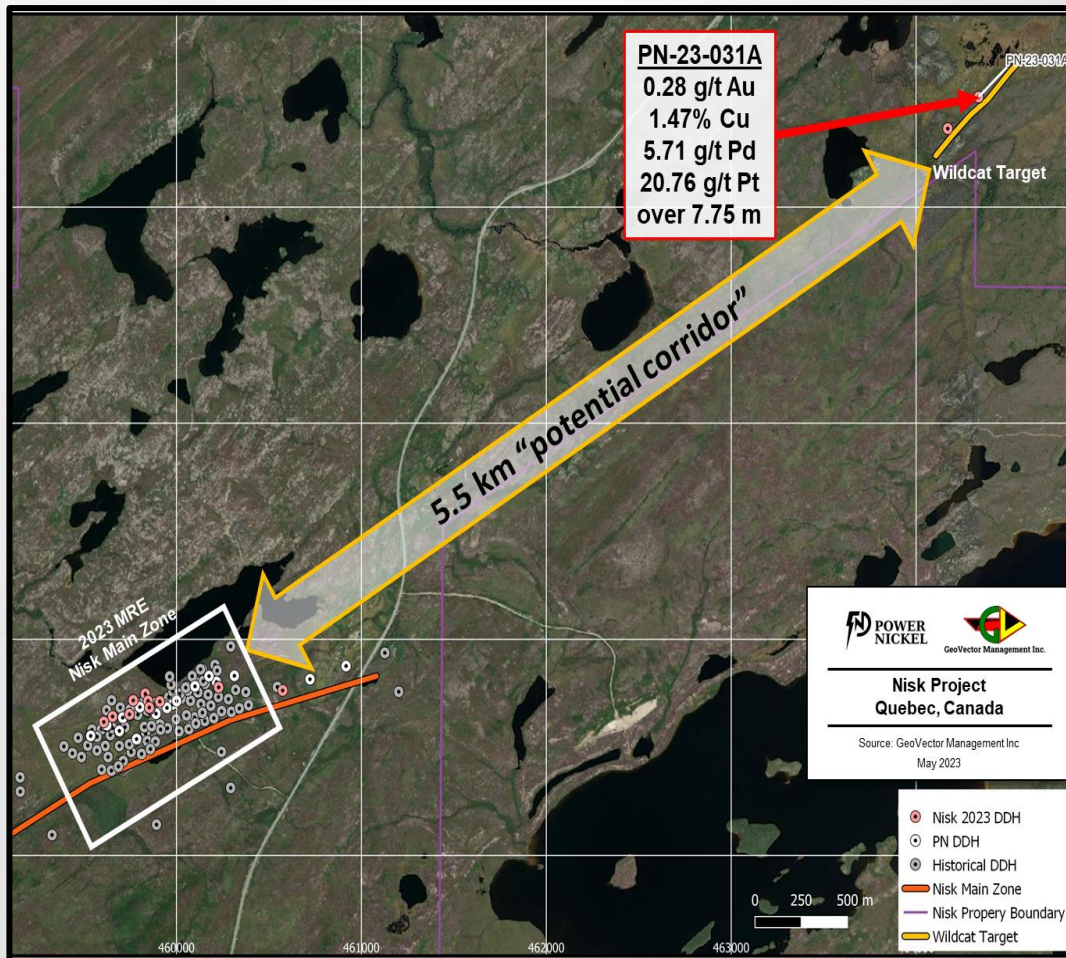 PN-23-031A
0.28 g/t Au
1.47% Cu
5.71 g/t Pd
20.76 g/t Pt
over 7.75 m
PN-23-031A
Wildcat Target
5.5 km “potential corridor”
2023 MRE
Nisk Main Zone
POWER
NICKEL
GeoVector Management Inc.
Nisk Project
Quebec, Canada
Source: GeoVector Management Inc
May 2023
Nisk 2023 DDH
PN DDH
Historical DDH
Nisk Main Zone
Nisk Propery Boundary
Wildcat Target
0 250 500 m
460000 461000 462000 463000